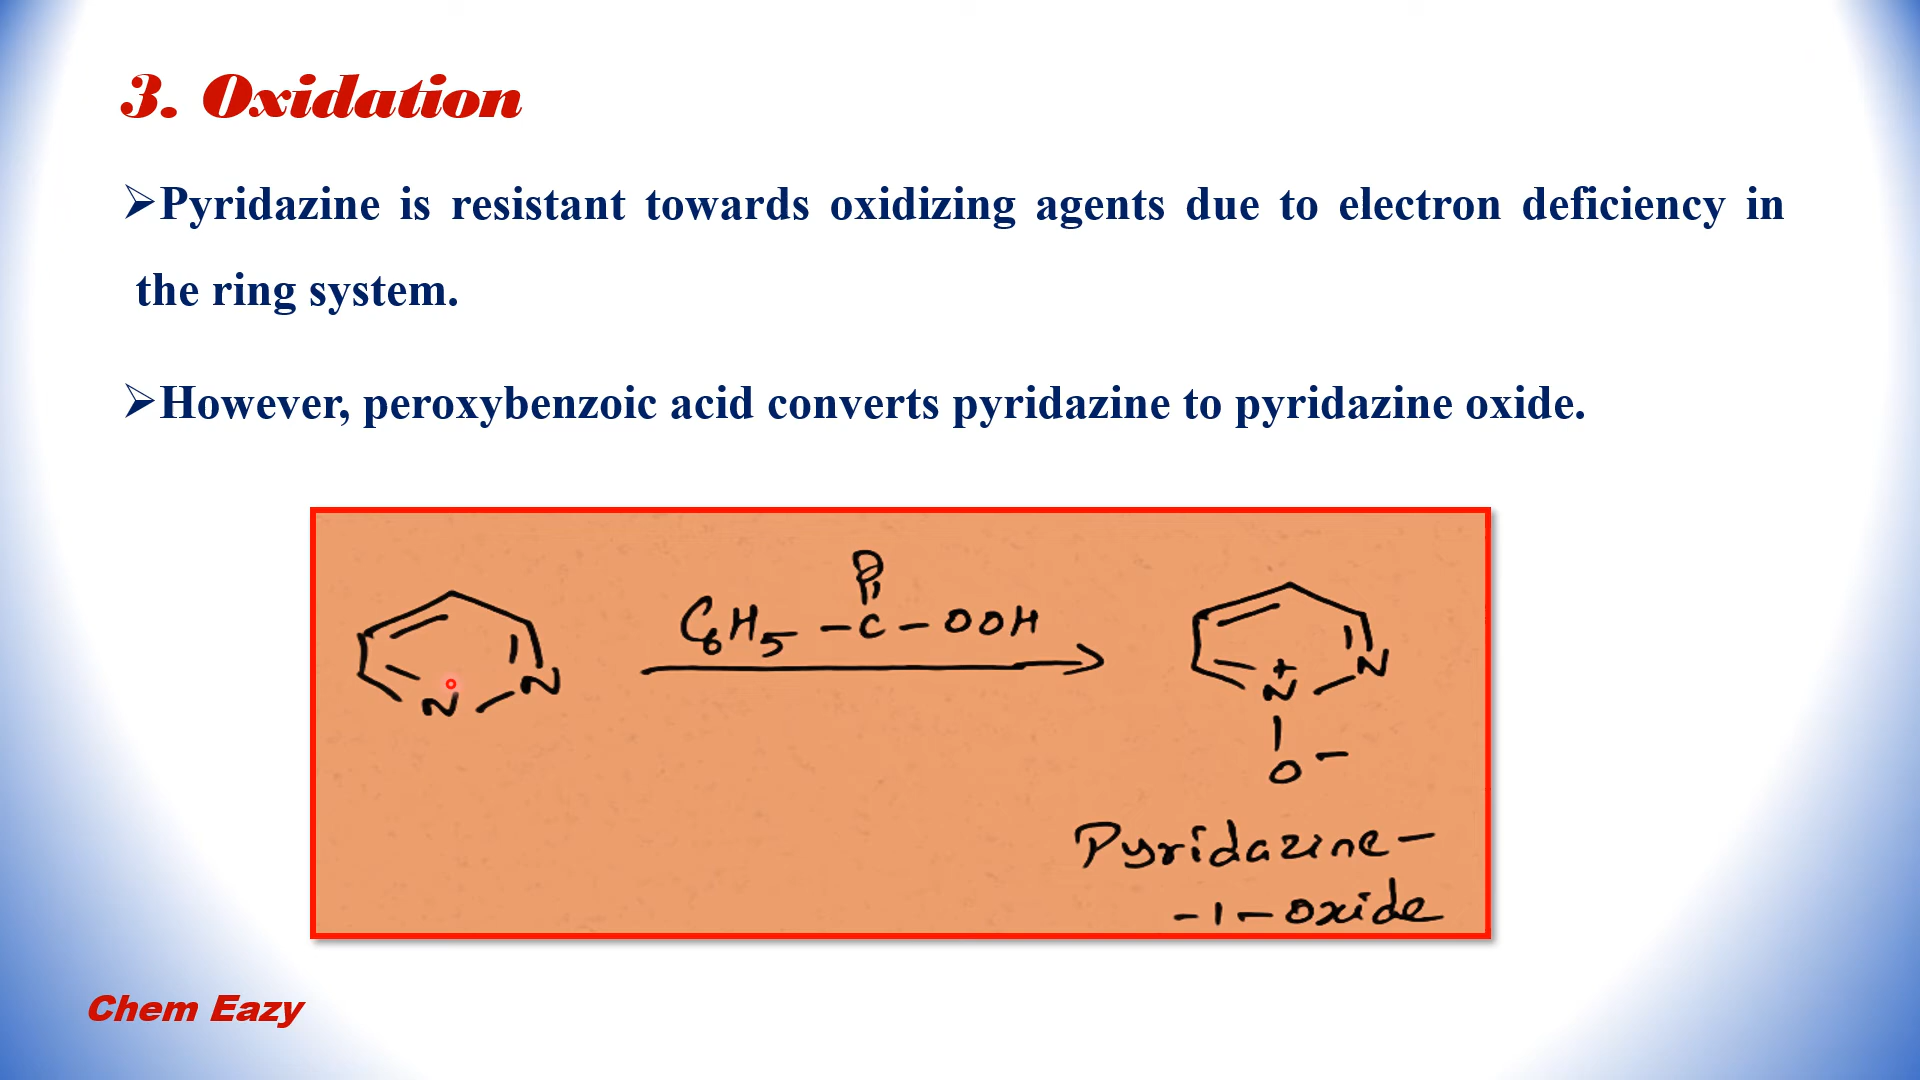 3. Oxidation
➢Pyridazine is resistant towards oxidizing agents due to electron deficiency in
the ring system.
➢However, peroxybenzoic acid converts pyridazine to pyridazine oxide.
O
C6H5 – C – OOH
N
N
N
+
N
O –
Pyridazine –
– 1 – oxide
Chem Eazy